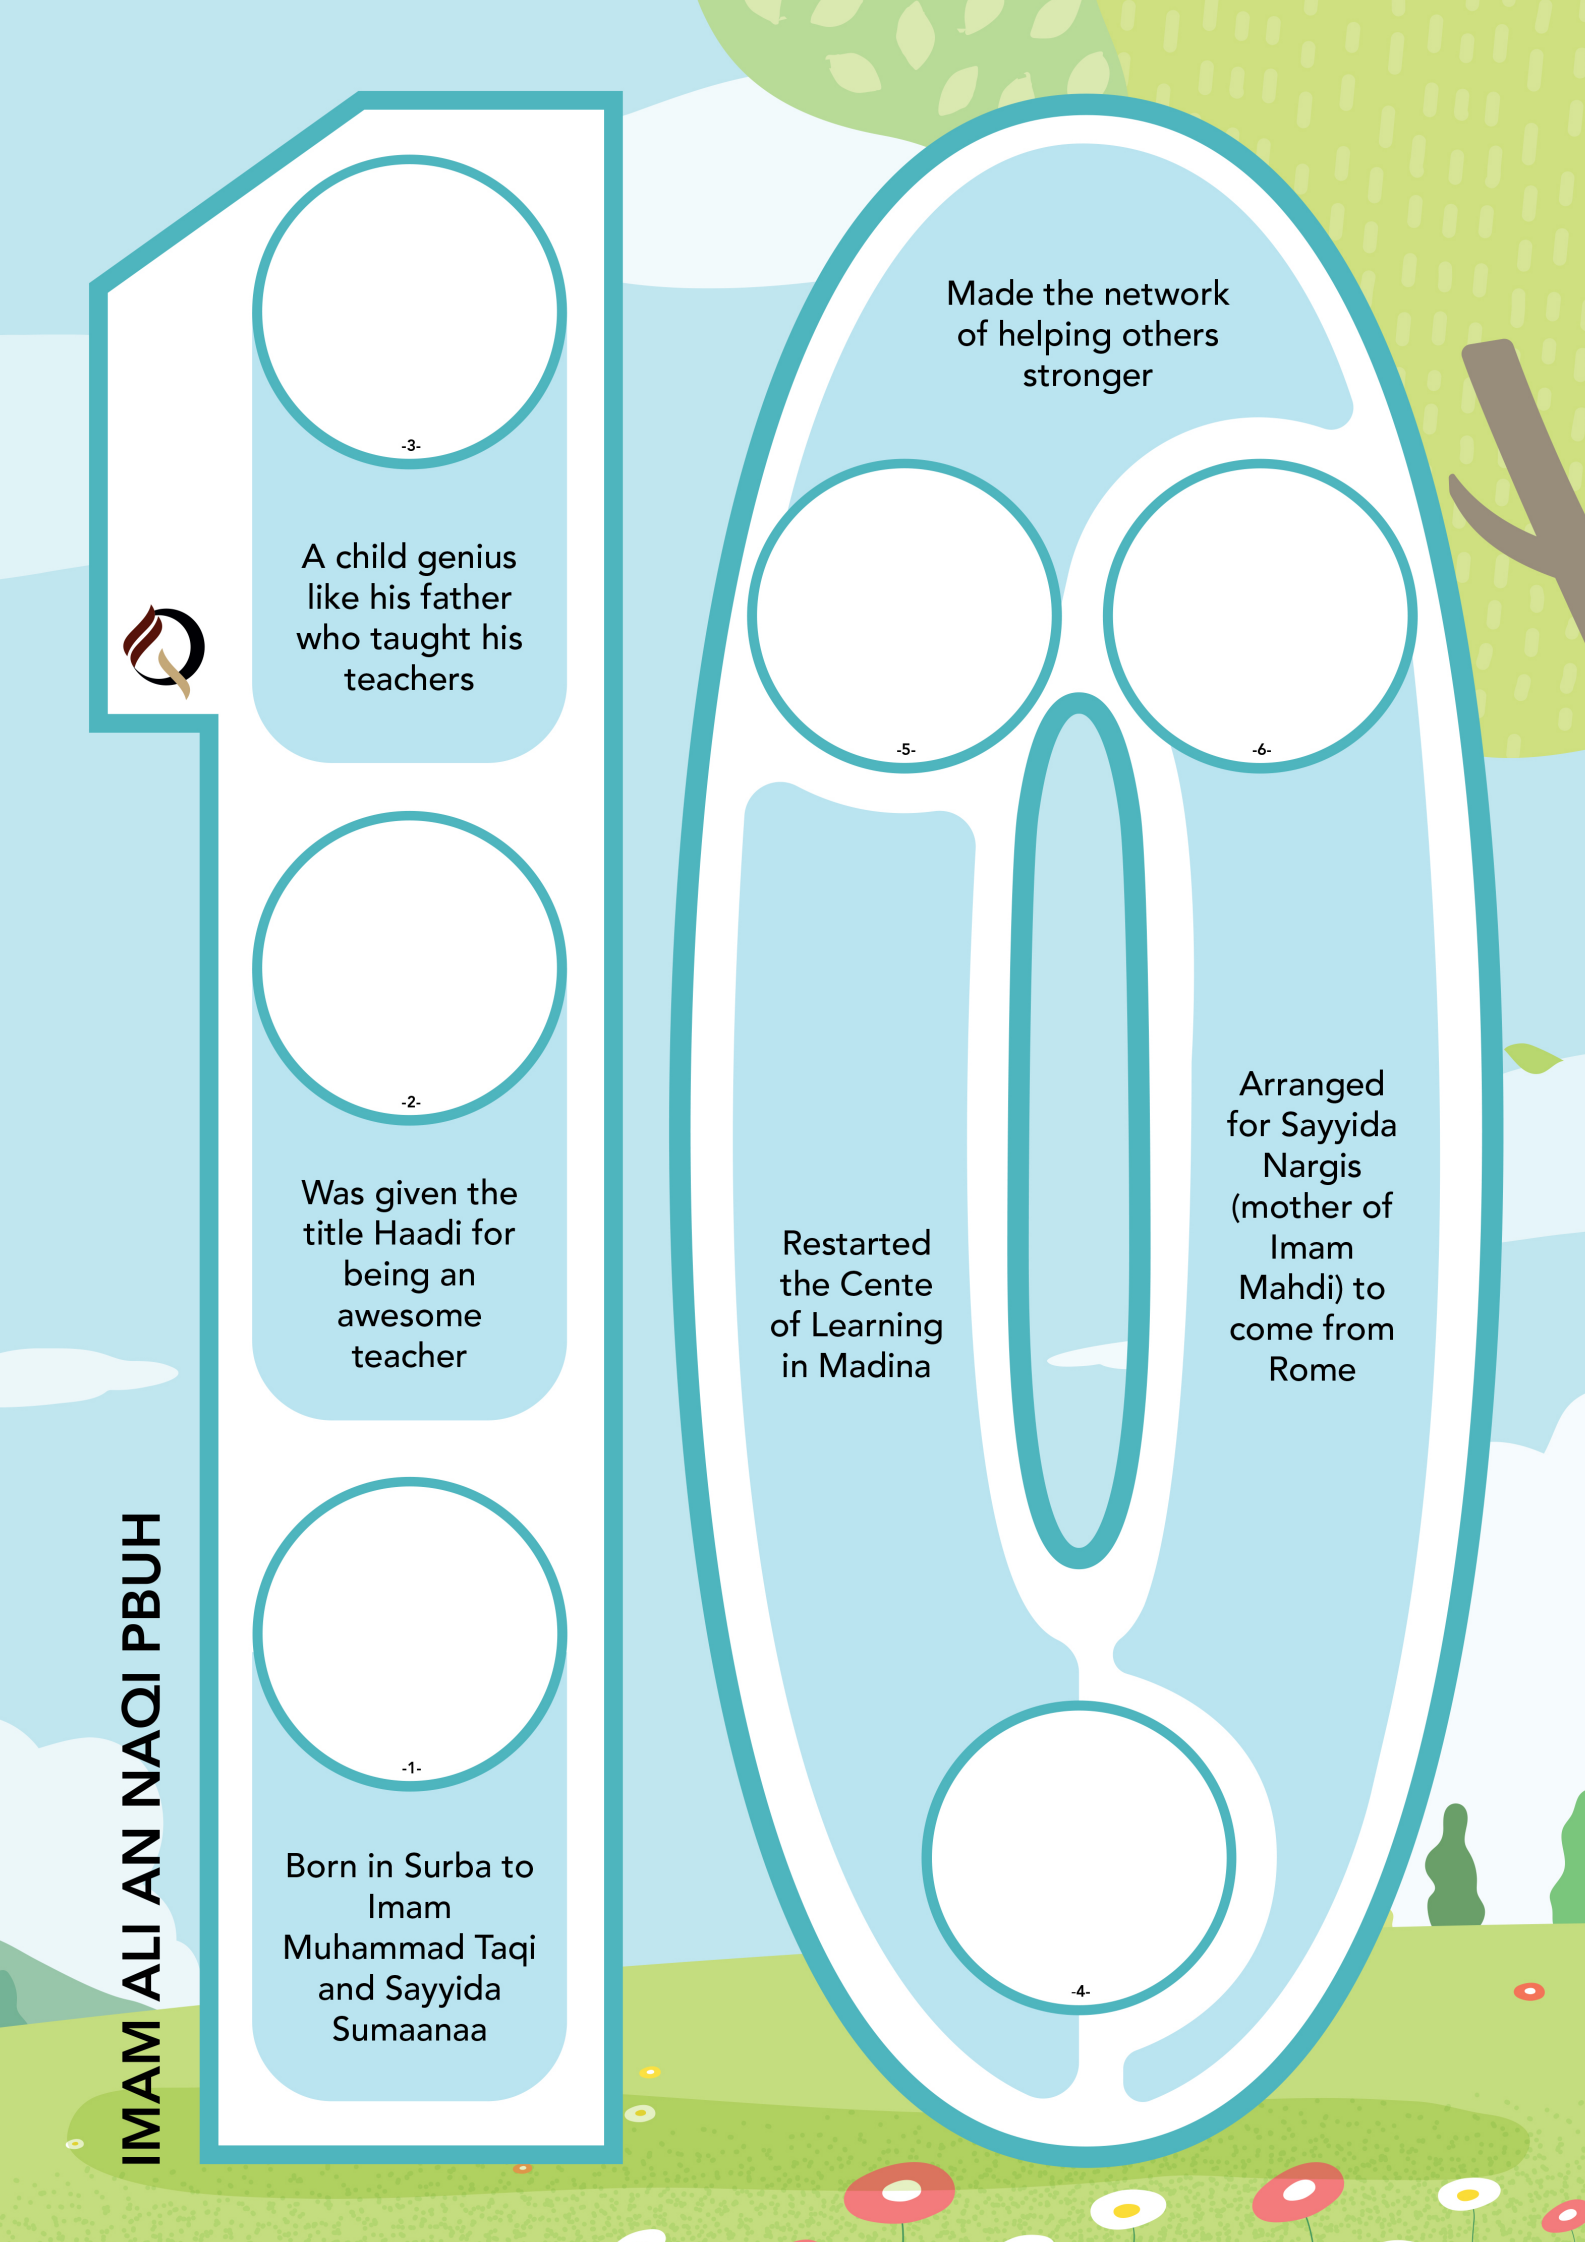 -3-
A child genius
like his father
who taught his
teachers
-2-
Was given the
title Haadi for
being an
awesome
teacher
-1-
Born in Surba to
Imam
Muhammad Taqi
and Sayyida
Sumaanaa
IMAM ALI AN NAQI PBUH
Made the network
of helping others
stronger
-5-
-6-
Restarted
the Cente
of Learning
in Madina
Arranged
for Sayyida
Nargis
(mother of
Imam
Mahdi) to
come from
Rome
-4-